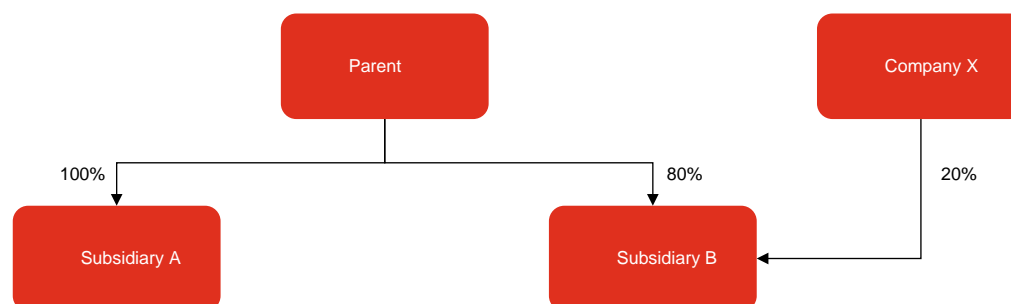 Parent
Company X
100%
80%
20%
Subsidiary A
Subsidiary B